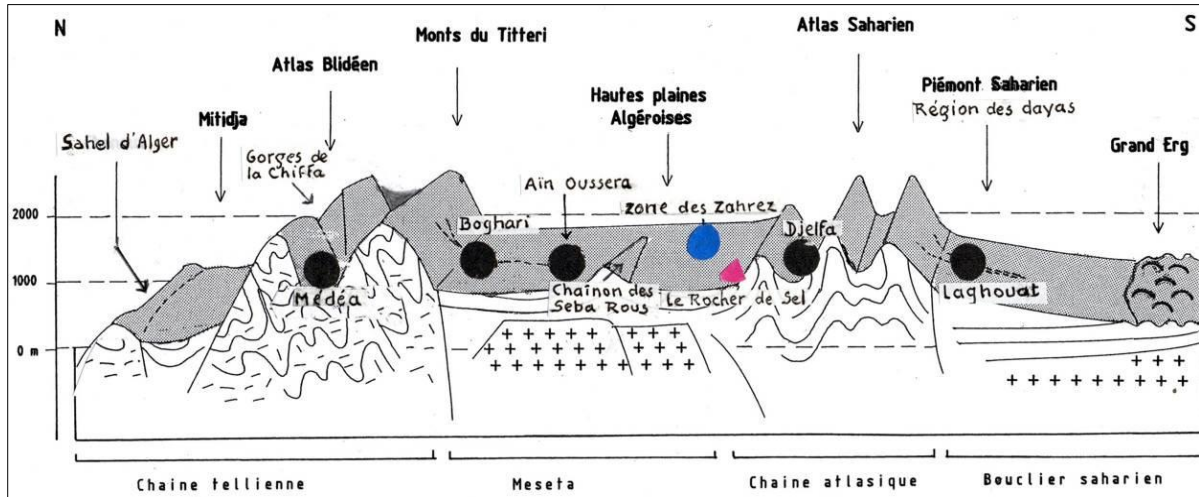 N
S
Monts du Titteri
Atlas Saharien
Atlas Blidéen
Hautes plaines
Algéroises
Piémont Saharien
Région des dayas
Mitidja
Sahel d'Alger
Gorges de
la Chiffa
Grand Erg
Aïn Oussera
zone des Zahrez
2000
Boghari
Djelfa
1000
Médéa
Chaînon des
Seba Rous
le Rocher de Sel
Laghouat
0 m
Chaine tellienne
Meseta
Chaine atlasique
Bouclier saharien